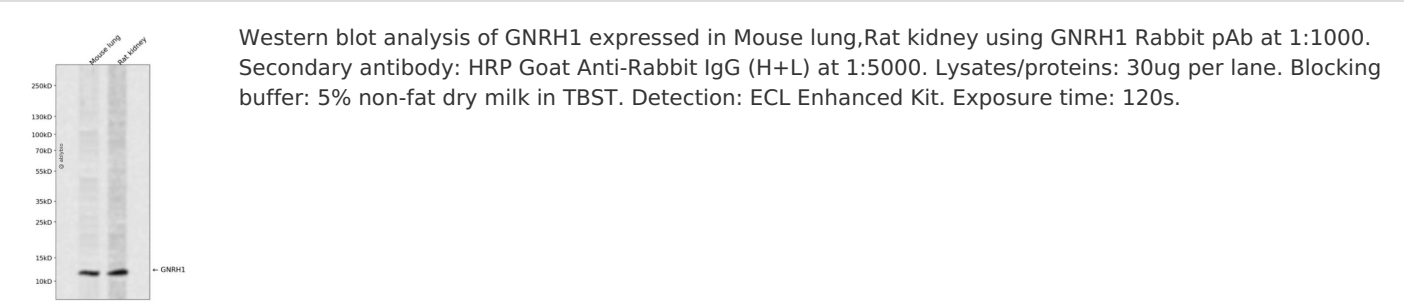 Mouse lung
Rat kidney
Western blot analysis of GNRH1 expressed in Mouse lung,Rat kidney using GNRH1 Rabbit pAb at 1:1000.
Secondary antibody: HRP Goat Anti-Rabbit IgG (H+L) at 1:5000. Lysates/proteins: 30ug per lane. Blocking
buffer: 5% non-fat dry milk in TBST. Detection: ECL Enhanced Kit. Exposure time: 120s.
250kD
130kD
100kD
70kD
55kD
35kD
25kD
15kD
← GNRH1
10kD